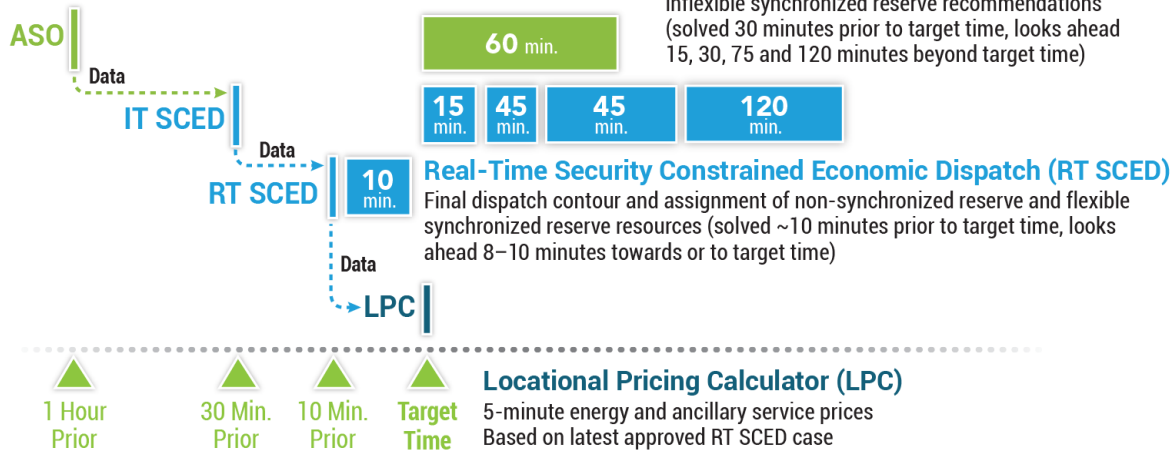 inflexible synchronized reserve recommendations
(solved 30 minutes prior to target time, looks ahead
15, 30, 75 and 120 minutes beyond target time)
ASO
60 min.
Data
IT SCED
15 min.
45 min.
45 min.
120 min.
Data
RT SCED
10 min.
Real-Time Security Constrained Economic Dispatch (RT SCED)
Final dispatch contour and assignment of non-synchronized reserve and flexible
synchronized reserve resources (solved ~10 minutes prior to target time, looks
ahead 8–10 minutes towards or to target time)
Data
LPC
1 Hour
Prior
30 Min.
Prior
10 Min.
Prior
Target
Time
Locational Pricing Calculator (LPC)
5-minute energy and ancillary service prices
Based on latest approved RT SCED case